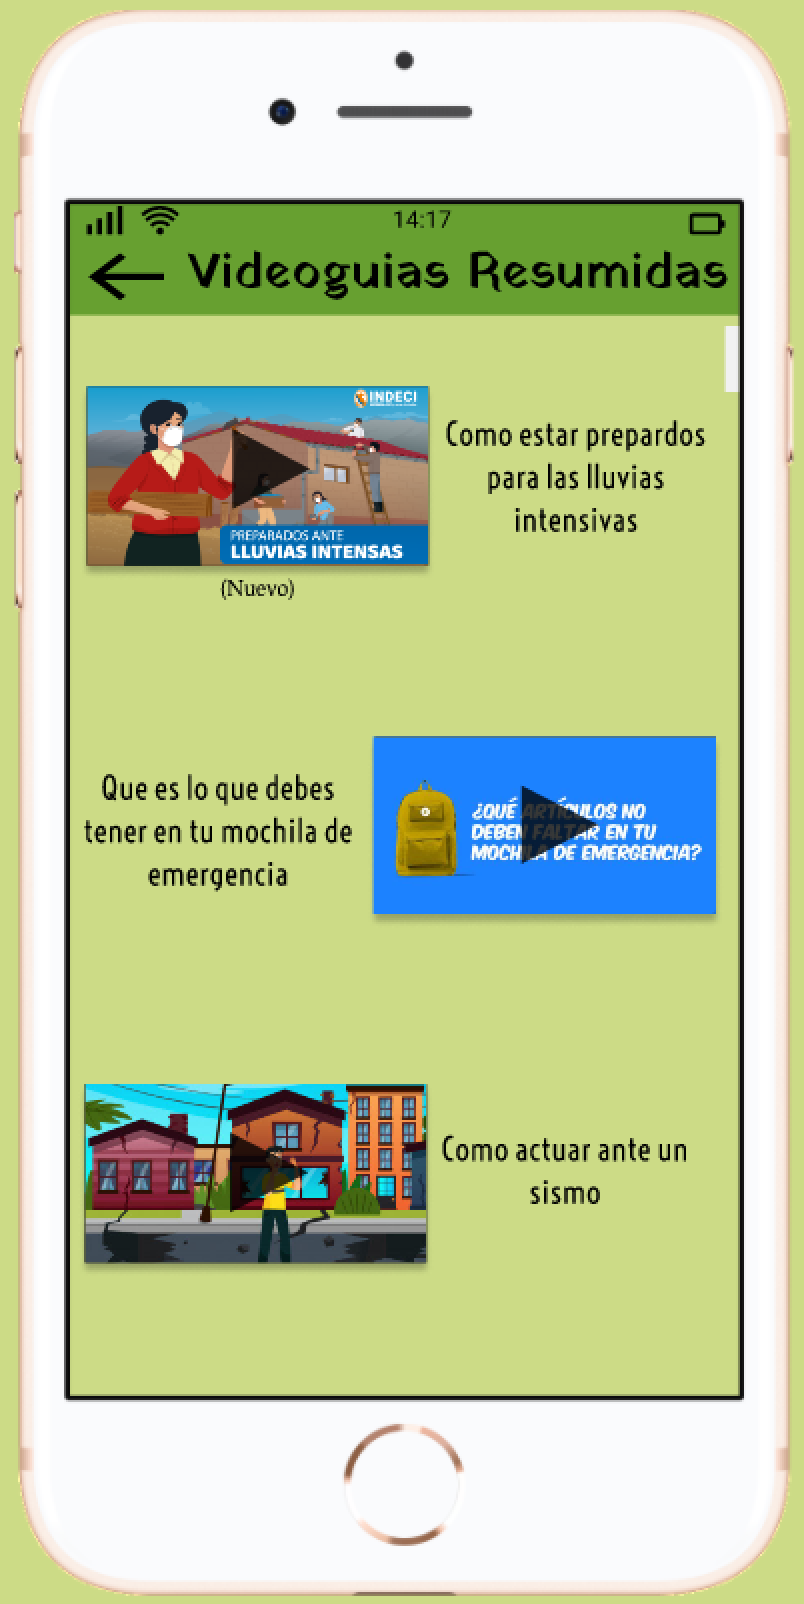 14:17
Videoguias Resumidas
INDECI
PREPARADOS ANTE
LLUVIAS INTENSAS
(Nuevo)
Como estar prepardos
para las lluvias
intensivas
Que es lo que debes
tener en tu mochila de
emergencia
¿QUÉ ARTÍCULOS NO
DEBEN FALTAR EN TU
MOCHILA DE EMERGENCIA?
Como actuar ante un
sismo